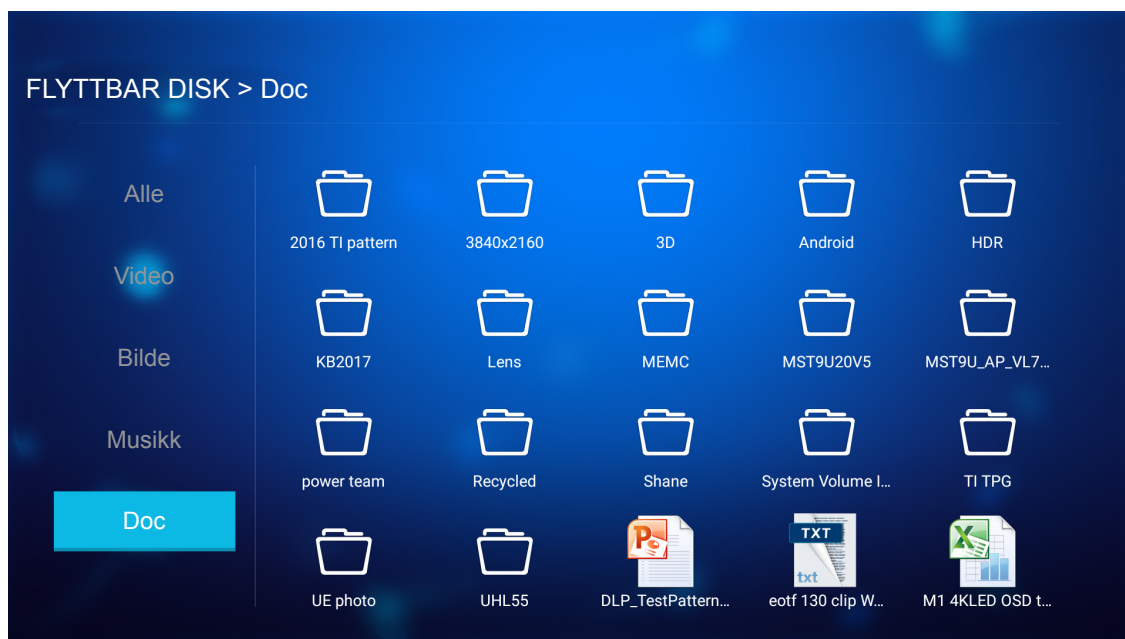 FLYTTBAR DISK > Doc
Alle
Video
Bilde
Musikk
Doc
2016 TI pattern
3840x2160
3D
Android
HDR
KB2017
Lens
MEMC
MST9U20V5
MST9U_AP_VL7...
power team
Recycled
Shane
System Volume I...
TI TPG
UE photo
UHL55
P
DLP_TestPattern...
TXT
txt
eotf 130 clip W...
X
M1 4KLED OSD t...